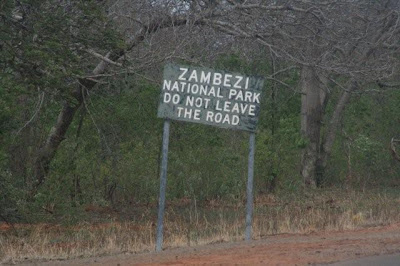 ZAMBEZI
NATIONAL PARK
DO NOT LEAVE
THE ROAD